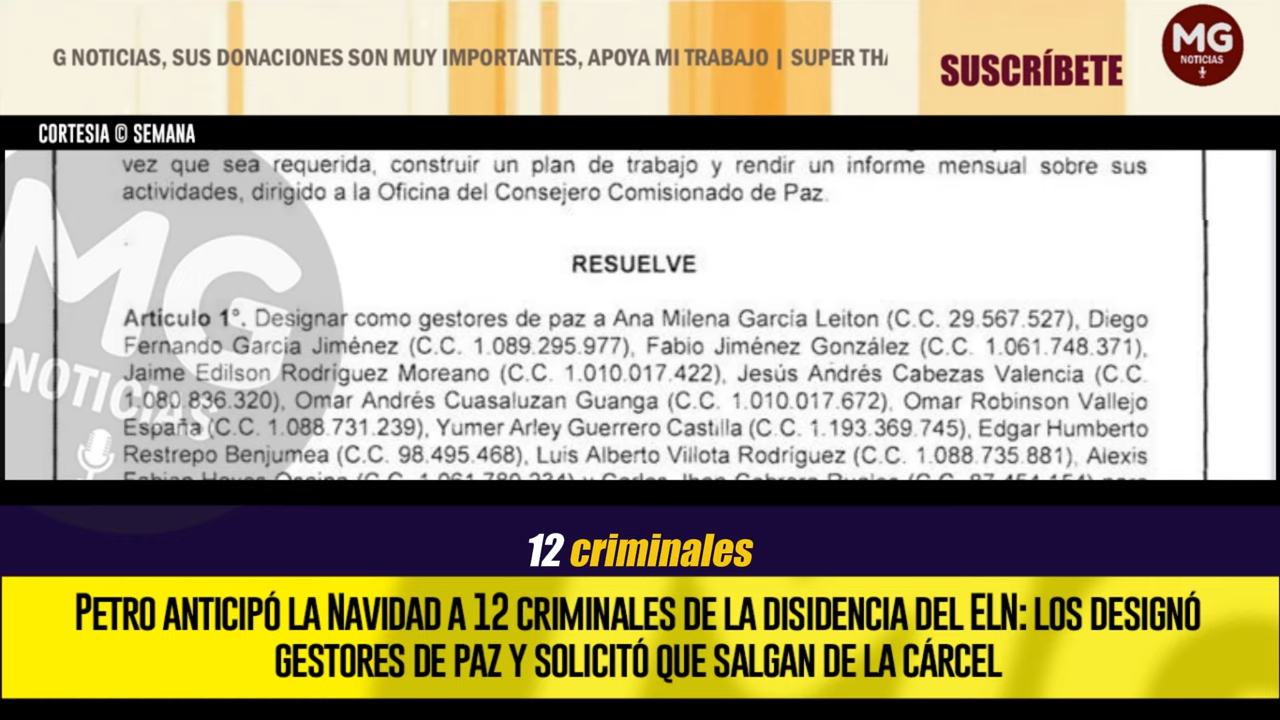 G NOTICIAS, SUS DONACIONES SON MUY IMPORTANTES, APOYA MI TRABAJO | SUPER THA
SUSCRÍBETE
MG
NOTICIAS
CORTESIA © SEMANA
vez que sea requerida, construir un plan de trabajo y rendir un informe mensual sobre sus
actividades, dirigido a la Oficina del Consejero Comisionado de Paz.
RESUELVE
Artículo 1°. Designar como gestores de paz a Ana Milena García Leiton (C.C. 29.567.527), Diego
Fernando Garcia Jiménez (C.C. 1.089.295.977), Fabio Jiménez González (C.C. 1.061.748.371),
Jaime Edilson Rodríguez Moreano (C.C. 1.010.017.422), Jesús Andrés Cabezas Valencia (C.C.
1.080.836.320), Omar Andrés Cuasaluzan Guanga (C.C. 1.010.017.672), Omar Robinson Vallejo
España (C.C. 1.088.731.239), Yumer Arley Guerrero Castilla (C.C. 1.193.369.745), Edgar Humberto
Restrepo Benjumea (C.C. 98.495.468), Luis Alberto Villota Rodríguez (C.C. 1.088.735.881), Alexis
MG
NOTICIAS
12 criminales
PETRO ANTICIPÓ LA NAVIDAD A 12 CRIMINALES DE LA DISIDENCIA DEL ELN: LOS DESIGNÓ
GESTORES DE PAZ Y SOLICITÓ QUE SALGAN DE LA CÁRCEL